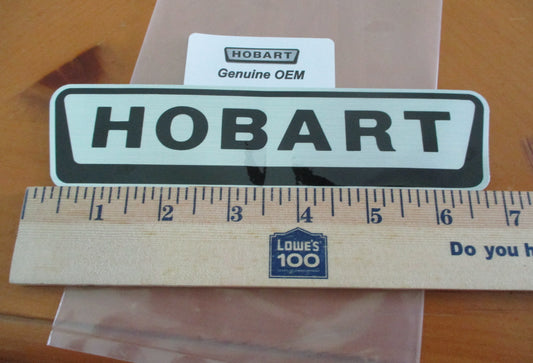 HOBART
Genuine OEM
HOBART
1 2 3 4 5 6 7
LOWE'S
100
Do you h